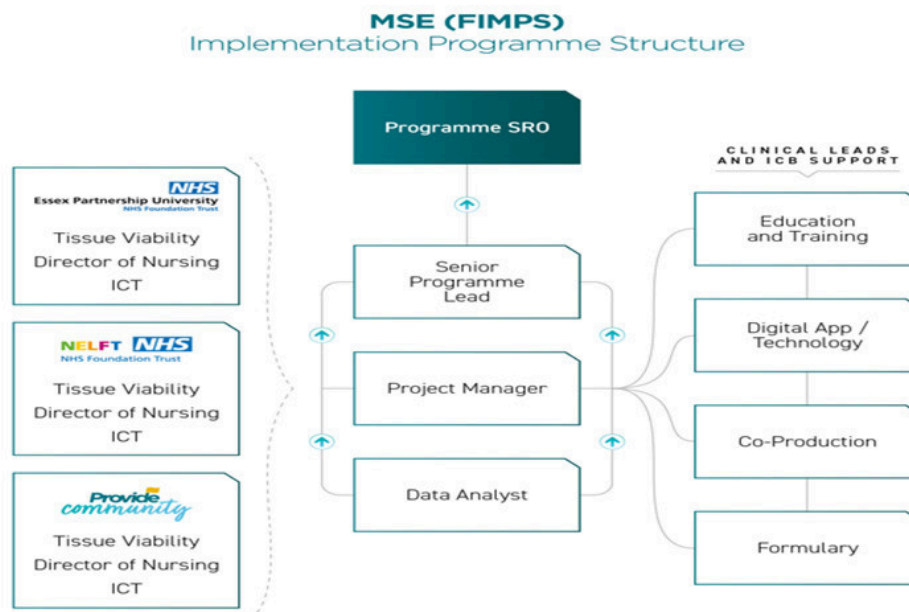 MSE (FIMPS)
Implementation Programme Structure
Programme SRO
CLINICAL LEADS
AND ICB SUPPORT
NHS
Essex Partnership University
NHS Foundation Trust
Tissue Viability
Director of Nursing
ICT
NELFT NHS
NHS Foundation Trust
Tissue Viability
Director of Nursing
ICT
Provide
community
Tissue Viability
Director of Nursing
ICT
Senior
Programme
Lead
Project Manager
Data Analyst
Education
and Training
Digital App /
Technology
Co-Production
Formulary